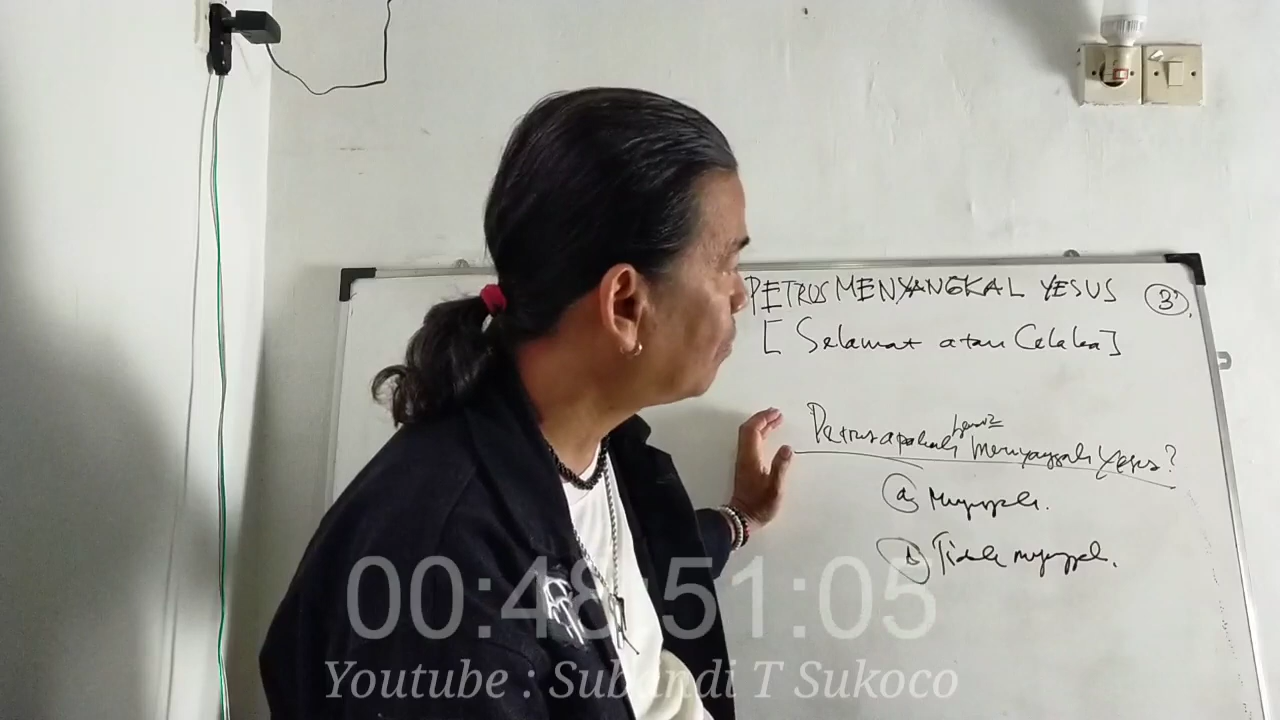 PETRUS MENYANGKAL YESUS 3
[Selamat atau Celaka]
Petrus apakah benar2 menyangkal Yesus?
a Menyangkal.
b Tidak menyangkal.
00:48:51:05
Youtube : Subandi T Sukoco